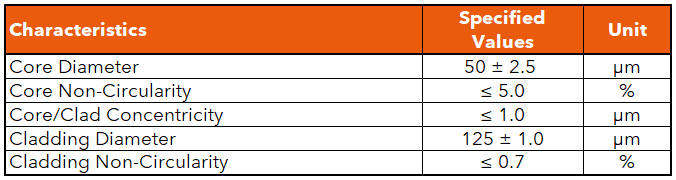 Characteristics Specified Values Unit
Core Diameter 50 ± 2.5 µm
Core Non-Circularity ≤ 5.0 %
Core/Clad Concentricity ≤ 1.0 µm
Cladding Diameter 125 ± 1.0 µm
Cladding Non-Circularity ≤ 0.7 %